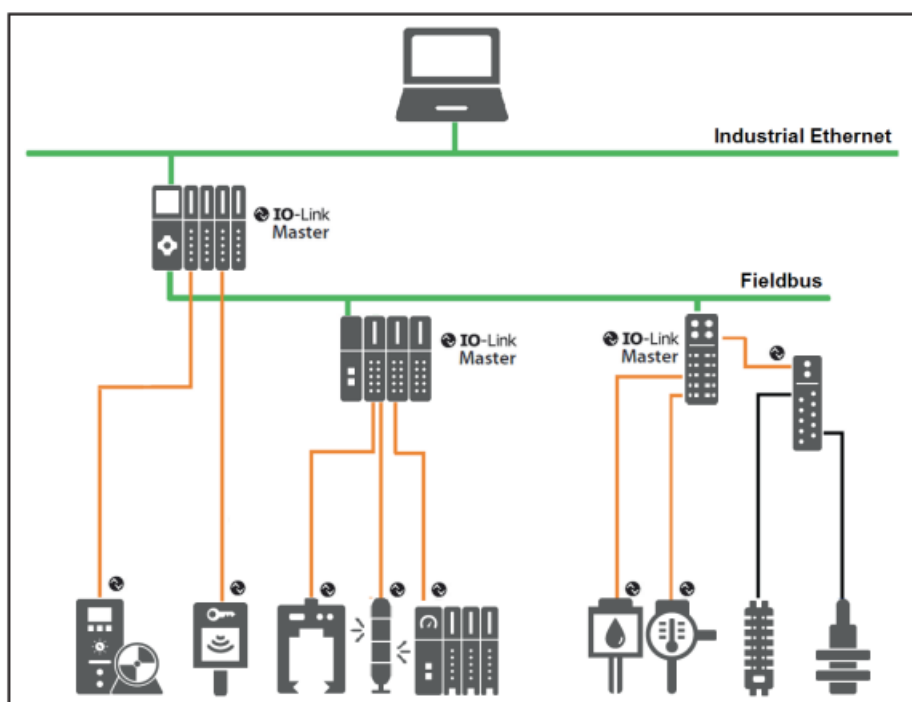 Industrial Ethernet
IO-Link
Master
Fieldbus
IO-Link
Master
IO-Link
Master